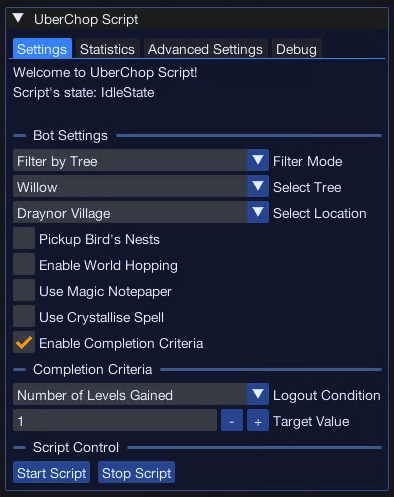 UberChop Script
Settings Statistics Advanced Settings Debug
Welcome to UberChop Script!
Script's state: IdleState
Bot Settings
Filter by Tree Filter Mode
Willow Select Tree
Draynor Village Select Location
Pickup Bird's Nests
Enable World Hopping
Use Magic Notepaper
Use Crystallise Spell
Enable Completion Criteria
Completion Criteria
Number of Levels Gained Logout Condition
1 - + Target Value
Script Control
Start Script Stop Script